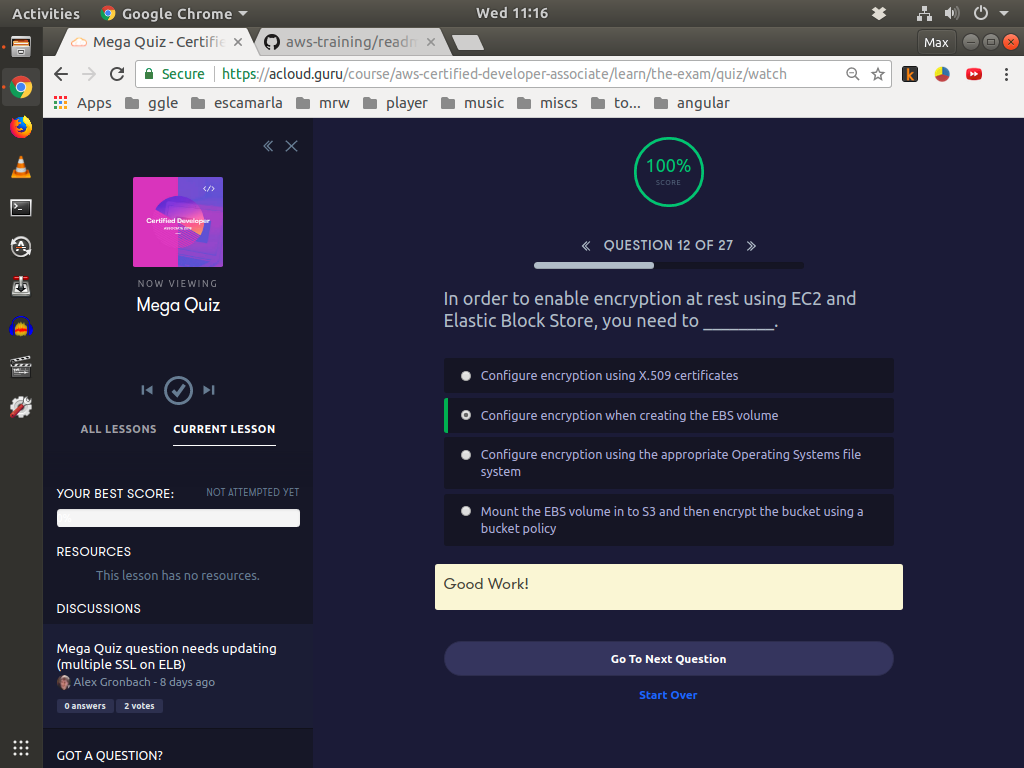 Activities
Google Chrome
Wed 11:16
Mega Quiz - Certifie
aws-training/readn
Max
Secure
https://acloud.guru/course/aws-certified-developer-associate/learn/the-exam/quiz/watch
Apps
ggle
escamarla
mrw
player
music
miscs
to...
angular
</>
Certified Developer
NOW VIEWING
Mega Quiz
ALL LESSONS
CURRENT LESSON
YOUR BEST SCORE:
NOT ATTEMPTED YET
RESOURCES
This lesson has no resources.
DISCUSSIONS
Mega Quiz question needs updating
(multiple SSL on ELB)
Alex Gronbach - 8 days ago
0 answers
2 votes
GOT A QUESTION?
100%
SCORE
QUESTION 12 OF 27
In order to enable encryption at rest using EC2 and
Elastic Block Store, you need to ________.
Configure encryption using X.509 certificates
Configure encryption when creating the EBS volume
Configure encryption using the appropriate Operating Systems file
system
Mount the EBS volume in to S3 and then encrypt the bucket using a
bucket policy
Good Work!
Go To Next Question
Start Over